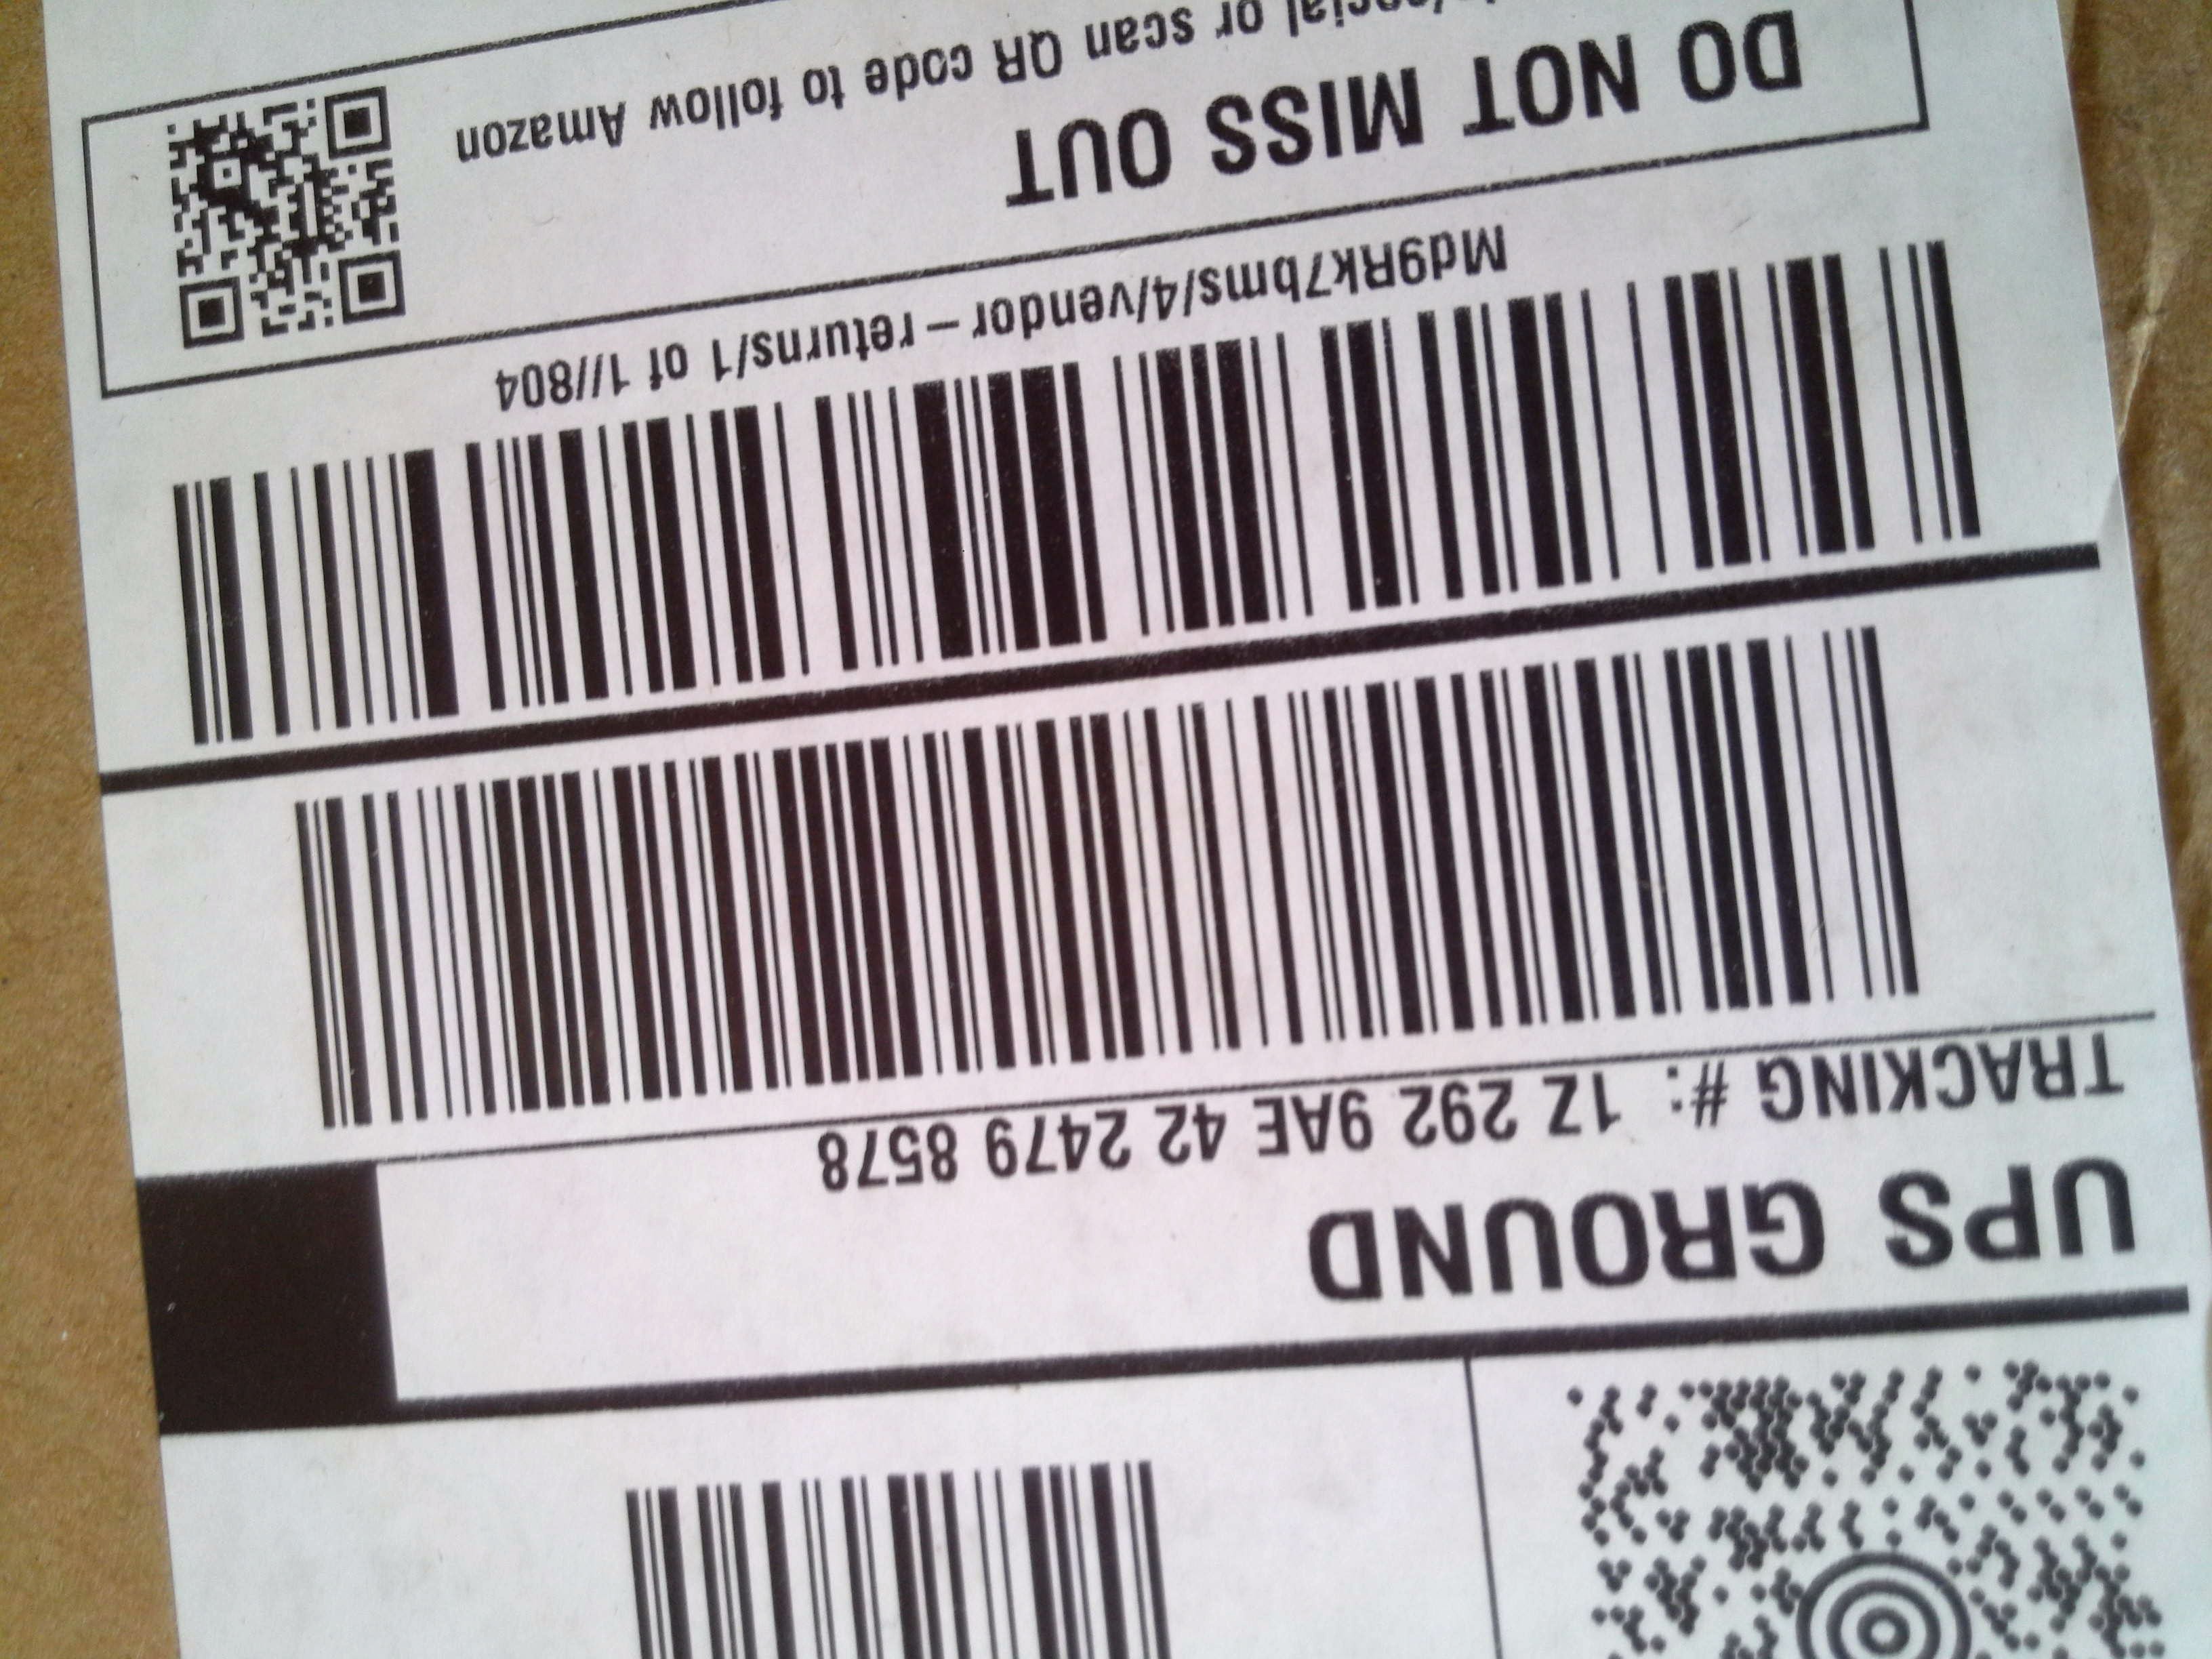 UPS GROUND
TRACKING #: 1Z 292 9AE 42 2479 8578
Md9Rk7bms/4/vendor – returns/1 of 1//804
DO NOT MISS OUT
or scan QR code to follow Amazon